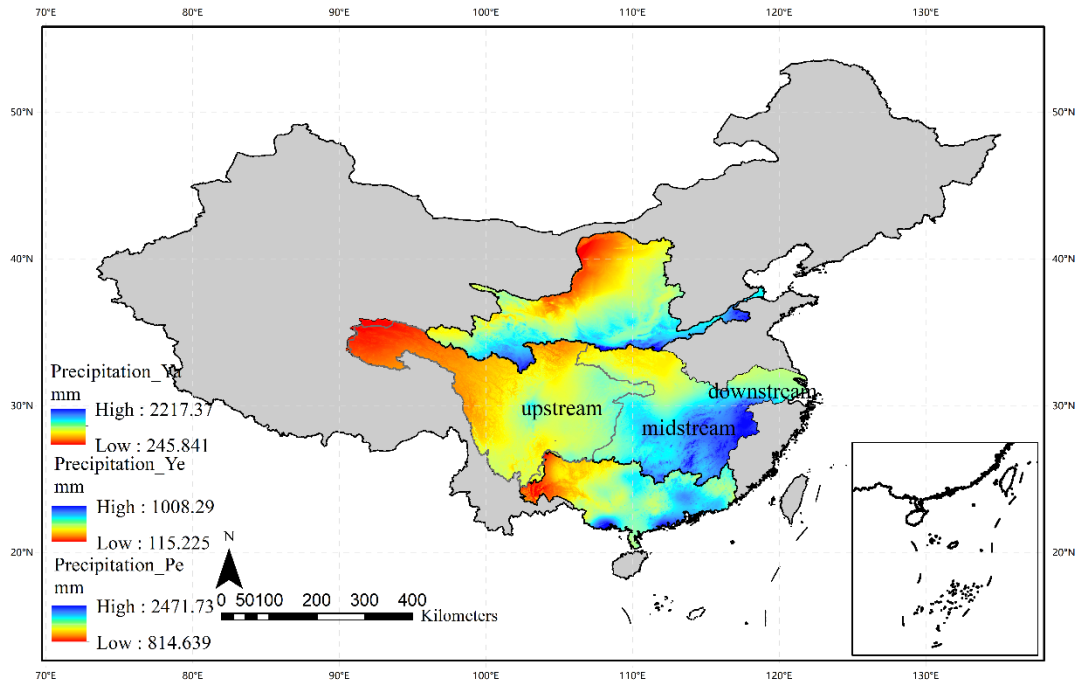 70°E 80°E 90°E 100°E 110°E 120°E 130°E
50°N 50°N
40°N 40°N
30°N 30°N
20°N 20°N
downstream
upstream
midstream
Precipitation_Ya
mm
High : 2217.37
Low : 245.841
Precipitation_Ye
mm
High : 1008.29
Low : 115.225
Precipitation_Pe
mm
High : 2471.73
Low : 814.639
N
0 50100 200 300 400
Kilometers
70°E 80°E 90°E 100°E 110°E 120°E 130°E